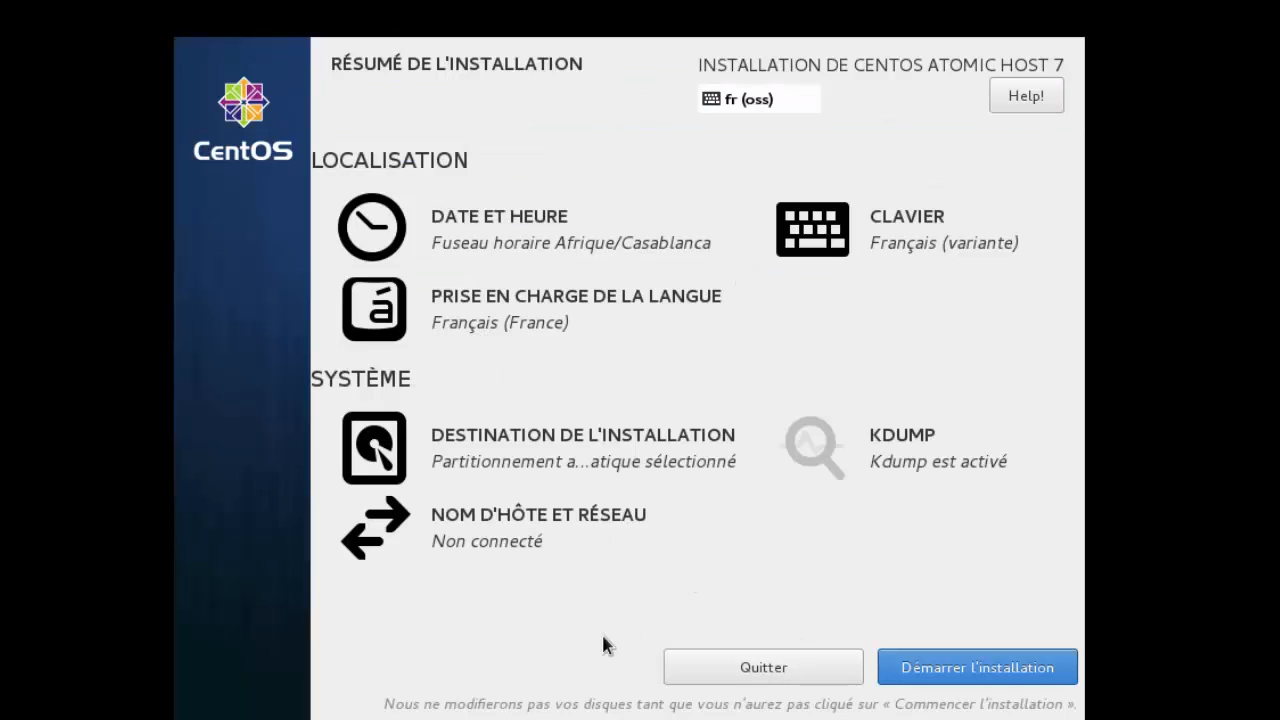 RÉSUMÉ DE L'INSTALLATION
INSTALLATION DE CENTOS ATOMIC HOST 7
fr (oss)
Help!
CentOS
LOCALISATION
DATE ET HEURE
Fuseau horaire Afrique/Casablanca
CLAVIER
Français (variante)
á
PRISE EN CHARGE DE LA LANGUE
Français (France)
SYSTÈME
DESTINATION DE L'INSTALLATION
Partitionnement a...atique sélectionné
KDUMP
Kdump est activé
NOM D'HÔTE ET RÉSEAU
Non connecté
Quitter
Démarrer l'installation
Nous ne modifierons pas vos disques tant que vous n'aurez pas cliqué sur « Commencer l'installation ».